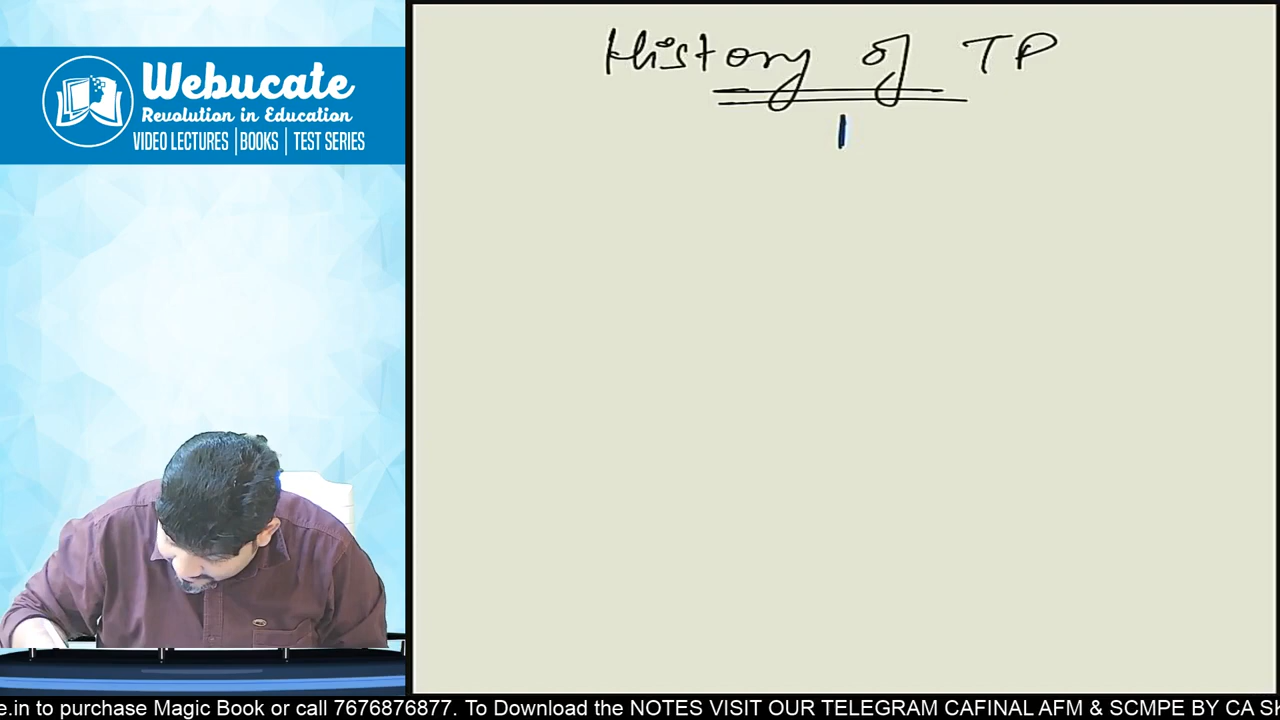 Webucate
Revolution in Education
VIDEO LECTURES | BOOKS | TEST SERIES
History of TP
e.in to purchase Magic Book or call 7676876877. To Download the NOTES VISIT OUR TELEGRAM CAFINAL AFM & SCMPE BY CA S